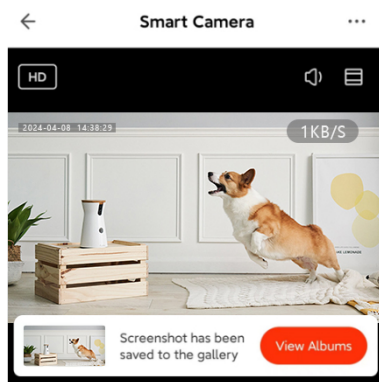 Smart Camera
HD
2024-04-08 14:38:29
1KB/S
Screenshot has been
saved to the gallery
View Albums